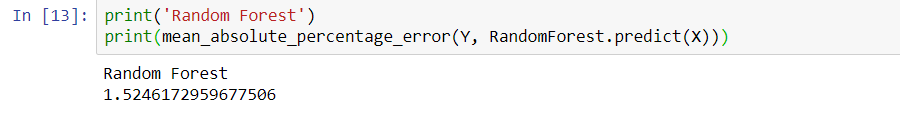 In [13]: print('Random Forest')
print(mean_absolute_percentage_error(Y, RandomForest.predict(X)))
Random Forest
1.5246172959677506